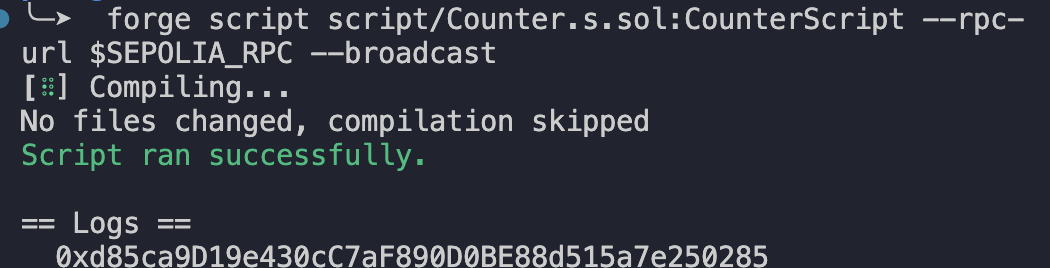 ╰─➤  forge script script/Counter.s.sol:CounterScript --rpc-
url $SEPOLIA_RPC --broadcast
[⠿] Compiling...
No files changed, compilation skipped
Script ran successfully.
== Logs ==
0xd85ca9D19e430cC7aF890D0BE88d515a7e250285